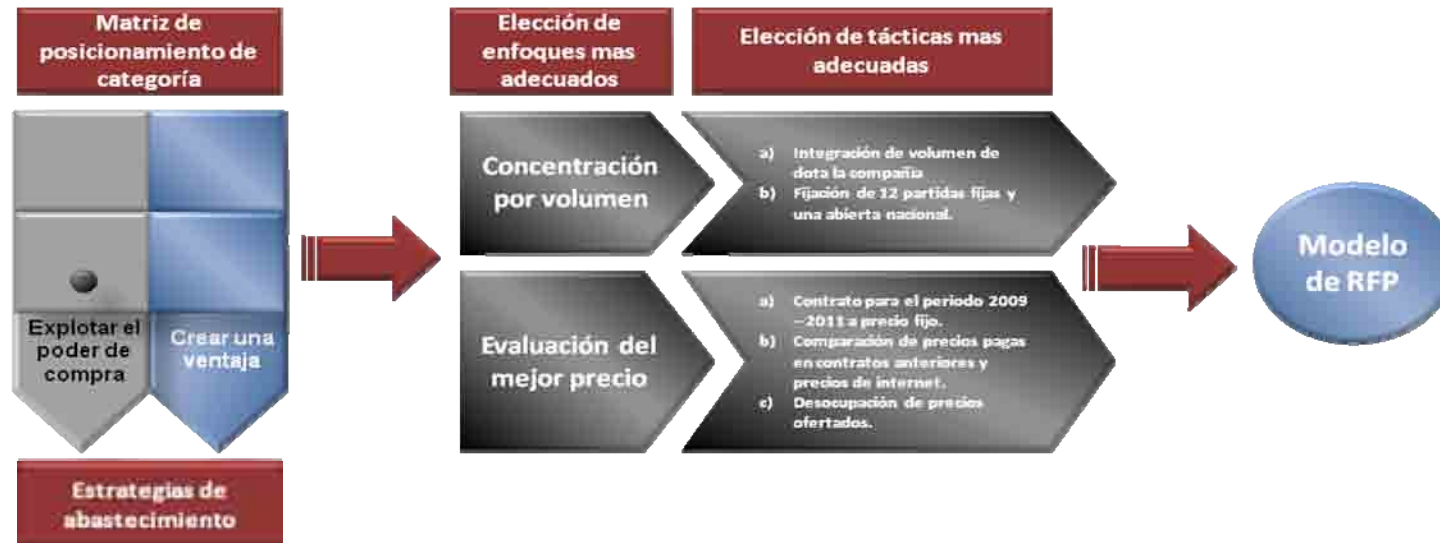 Matriz de
posicionamiento de
categoría
Explotar el
poder de
compra
Crear una
ventaja
Estrategias de
abastecimiento
Elección de
enfoques mas
adecuados
Elección de tácticas mas
adecuadas
Concentración
por volumen
a) Integración de volumen de
dota la compañia
b) Fijación de 12 partidas fijas y
una abierta nacional.
Evaluación del
mejor precio
a) Contrato para el periodo 2009
–2011 a precio fijo.
b) Comparación de precios pagas
en contratos anteriores y
precios de internet.
c) Desocupación de precios
ofertados.
Modelo
de RFP